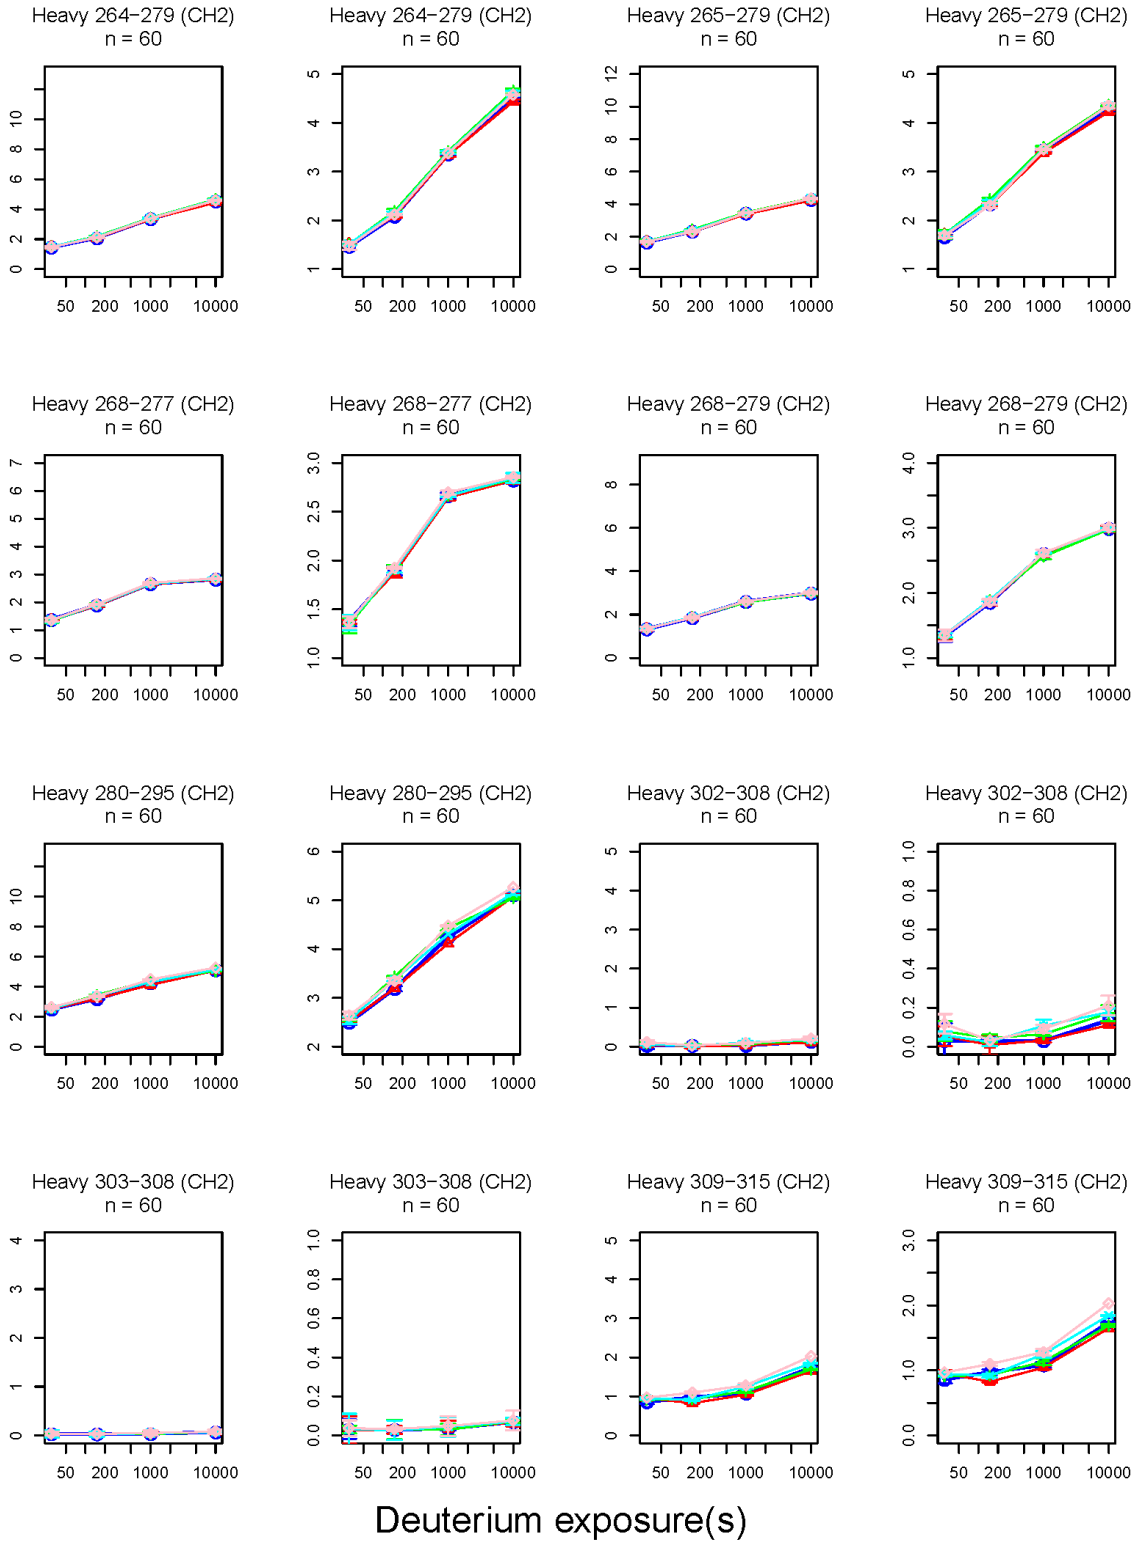 Heavy 264−279 (CH2)
n = 60
Heavy 264−279 (CH2)
n = 60
Heavy 265−279 (CH2)
n = 60
Heavy 265−279 (CH2)
n = 60
0 2 4 6 8 10
50 200 1000 10000
1 2 3 4 5
50 200 1000 10000
0 2 4 6 8 10 12
50 200 1000 10000
1 2 3 4 5
50 200 1000 10000
Heavy 268−277 (CH2)
n = 60
Heavy 268−277 (CH2)
n = 60
Heavy 268−279 (CH2)
n = 60
Heavy 268−279 (CH2)
n = 60
0 1 2 3 4 5 6 7
50 200 1000 10000
1.0 1.5 2.0 2.5 3.0
50 200 1000 10000
0 2 4 6 8
50 200 1000 10000
1.0 2.0 3.0 4.0
50 200 1000 10000
Heavy 280−295 (CH2)
n = 60
Heavy 280−295 (CH2)
n = 60
Heavy 302−308 (CH2)
n = 60
Heavy 302−308 (CH2)
n = 60
0 2 4 6 8 10
50 200 1000 10000
2 3 4 5 6
50 200 1000 10000
0 1 2 3 4 5
50 200 1000 10000
0.0 0.2 0.4 0.6 0.8 1.0
50 200 1000 10000
Heavy 303−308 (CH2)
n = 60
Heavy 303−308 (CH2)
n = 60
Heavy 309−315 (CH2)
n = 60
Heavy 309−315 (CH2)
n = 60
0 1 2 3 4
50 200 1000 10000
0.0 0.2 0.4 0.6 0.8 1.0
50 200 1000 10000
0 1 2 3 4 5
50 200 1000 10000
0.0 1.0 2.0 3.0
50 200 1000 10000
Deuterium exposure(s)